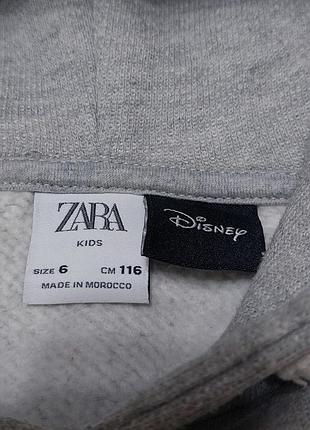 ZARA
KIDS
SIZE 6 CM 116
MADE IN MOROCCO
Disney